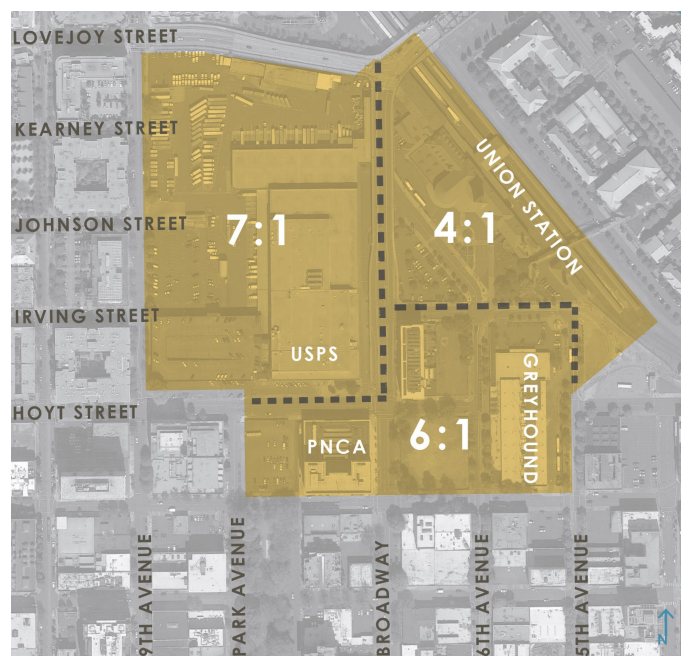 LOVEJOY STREET
KEARNEY STREET
JOHNSON STREET
IRVING STREET
HOYT STREET
7:1
4:1
6:1
UNION STATION
USPS
GREYHOUND
PNCA
9TH AVENUE
PARK AVENUE
BROADWAY
6TH AVENUE
5TH AVENUE
N